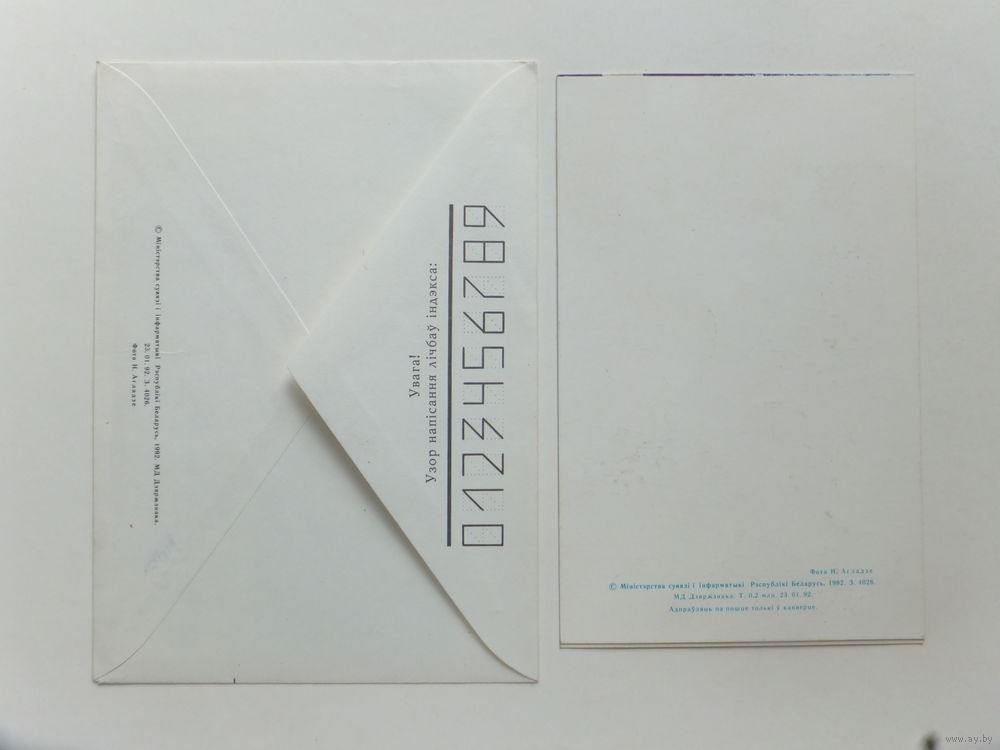 © Міністэрства сувязі і інфарматыкі Рэспублікі Беларусь, 1992. МД Дзяржзнака.
23. 01. 92. З. 4026.
Фото Н. Агладзе
Увага!
Узор напісання лічбаў індэкса:
0123456789
Фота Н. Агладзе
© Міністэрства сувязі і інфарматыкі Рэспублікі Беларусь, 1992. З. 4026.
МД Дзяржзнака. Т. 0,2 млн. 23. 01. 92.
Адпраўляць па пошце толькі ў канверце.
www.ay.by